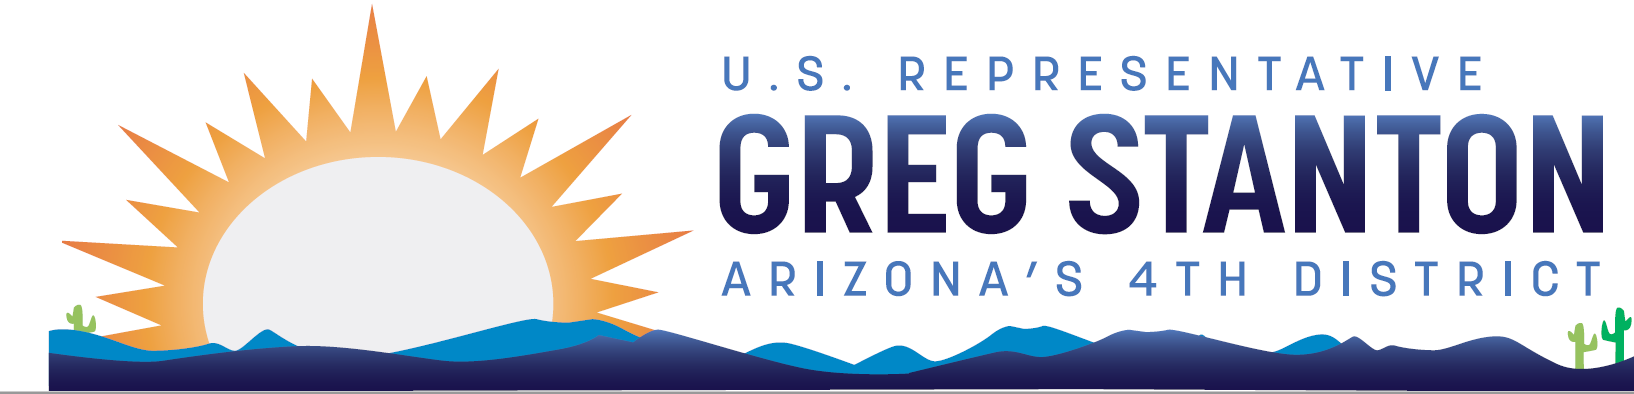 U.S. REPRESENTATIVE
GREG STANTON
ARIZONA'S 4TH DISTRICT